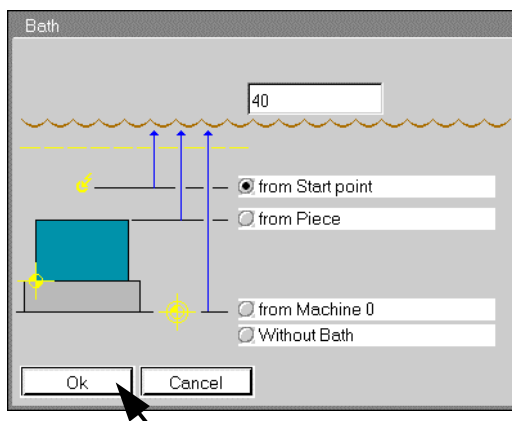 Bath
40
from Start point
from Piece
from Machine 0
Without Bath
Ok Cancel